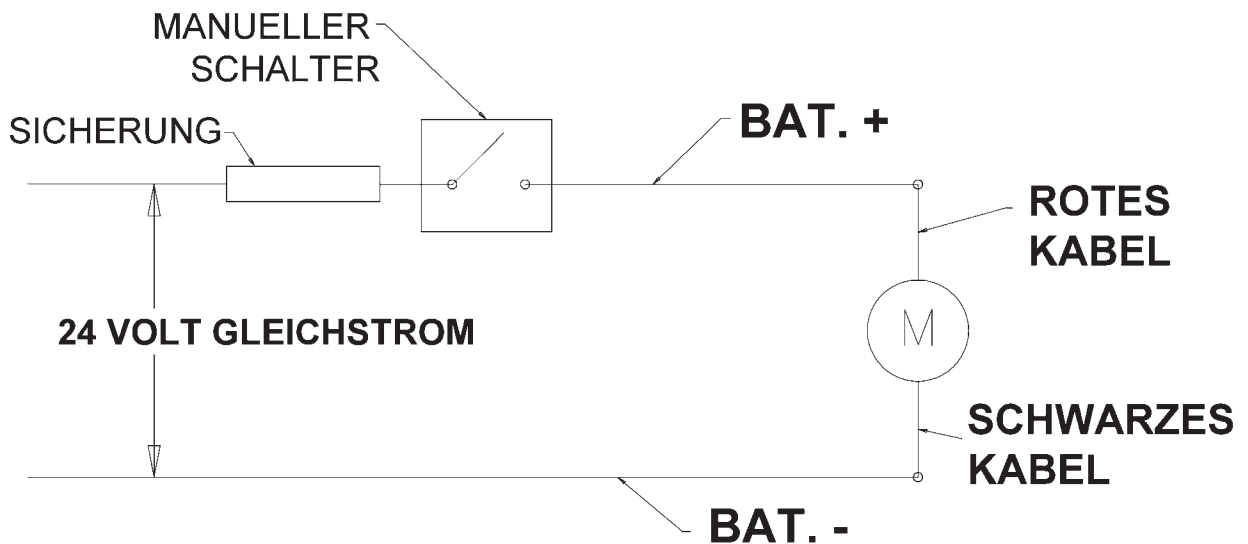 MANUELLER
SCHALTER
SICHERUNG
BAT. +
ROTES
KABEL
24 VOLT GLEICHSTROM
M
SCHWARZES
KABEL
BAT. -